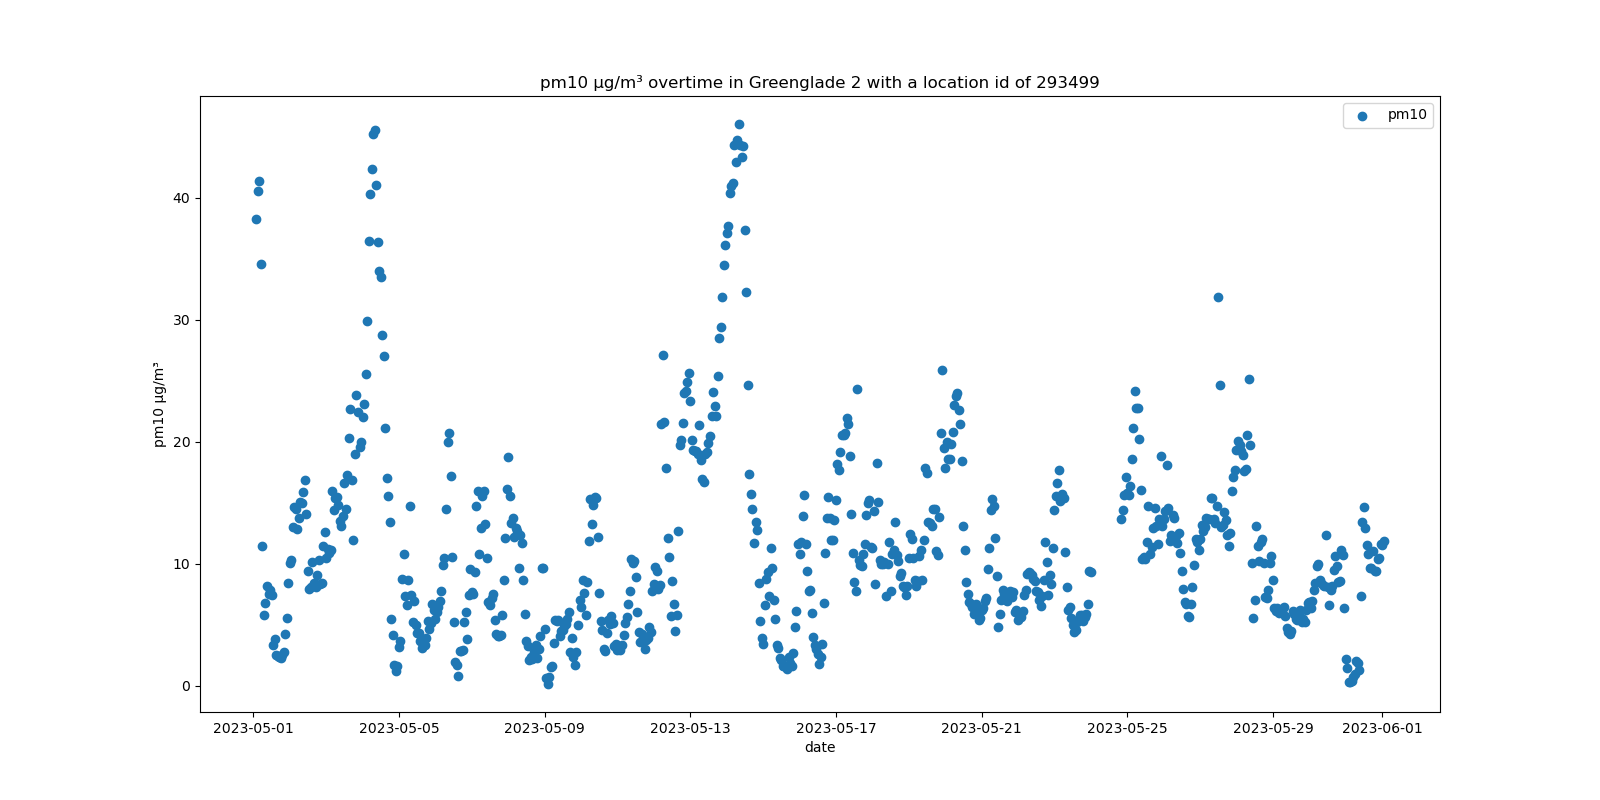 pm10 µg/m³ overtime in Greenglade 2 with a location id of 293499
pm10
pm10 µg/m³
40
30
20
10
0
2023-05-01 2023-05-05 2023-05-09 2023-05-13 2023-05-17 2023-05-21 2023-05-25 2023-05-29 2023-06-01
date